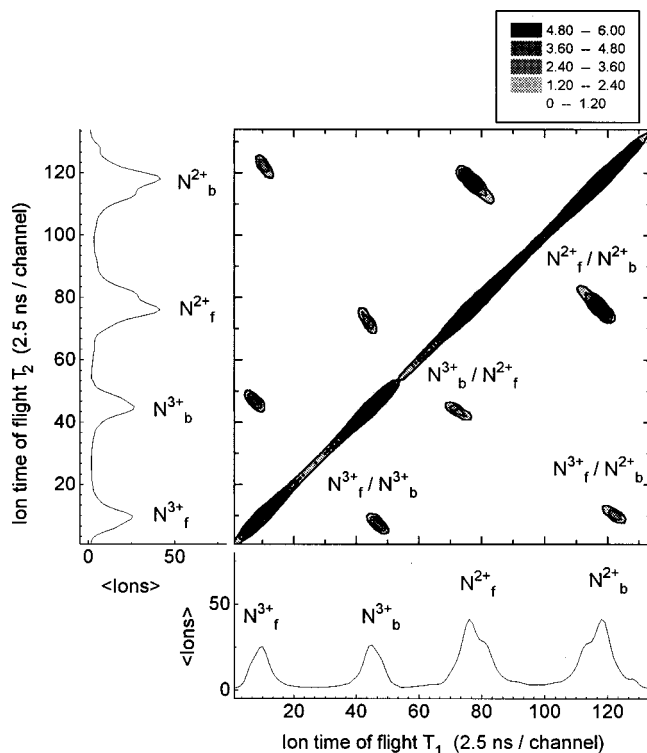 4.80 – 6.00
3.60 – 4.80
2.40 – 3.60
1.20 – 2.40
0 – 1.20
120
100
80
60
40
20
N²⁺b
N²⁺f
N³⁺b
N³⁺f
Ion time of flight T₂ (2.5 ns / channel)
0
50
<Ions>
N²⁺f / N²⁺b
N³⁺b / N²⁺f
N³⁺f / N³⁺b
N³⁺f / N²⁺b
<Ions>
50
0
N³⁺f
N³⁺b
N²⁺f
N²⁺b
20
40
60
80
100
120
Ion time of flight T₁ (2.5 ns / channel)